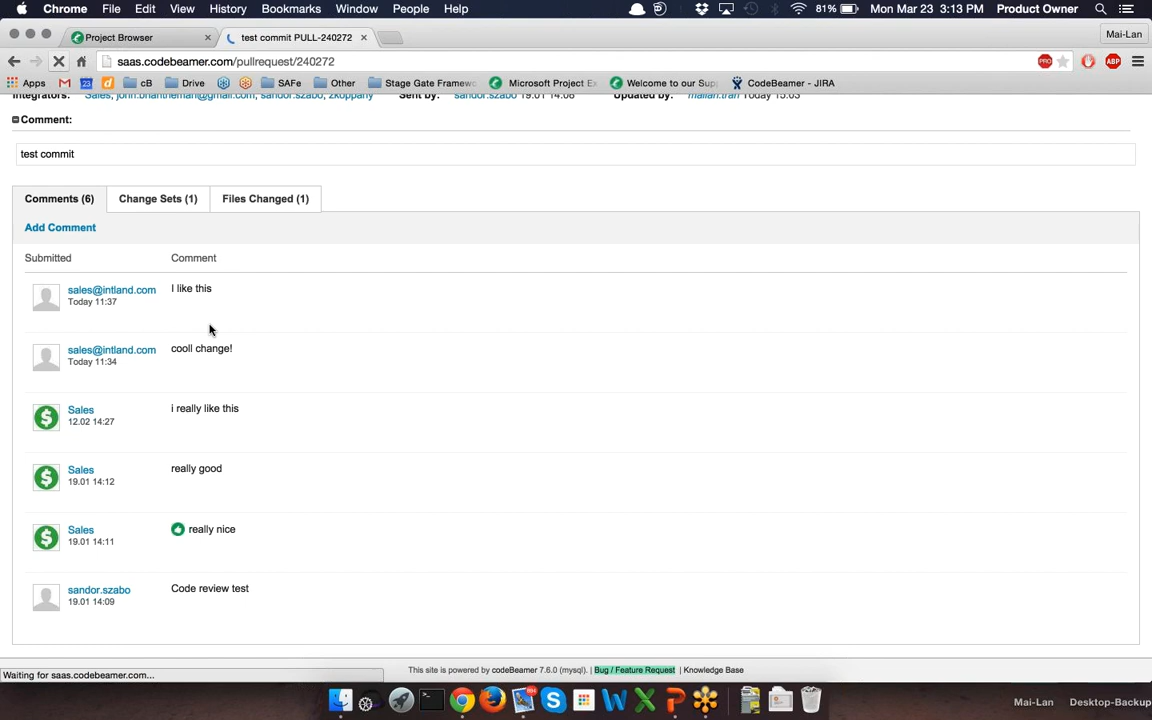 Chrome File Edit View History Bookmarks Window People Help 81% Mon Mar 23 3:13 PM Product Owner
Project Browser × test commit PULL-240272 × Mai-Lan
saas.codebeamer.com/pullrequest/240272 PRO ABP
Apps 23 cB Drive SAFe Other Stage Gate Framewo Microsoft Project Ex Welcome to our Supp CodeBeamer - JIRA
Integrators: Sales, john.bhantheman@gmail.com, sandor.szabo, zkoppany Sent by: sandor.szabo 19.01 14:08 Updated by: mailan.tran Today 15:03
Comment:
test commit
Comments (6) Change Sets (1) Files Changed (1)
Add Comment
Submitted Comment
sales@intland.com I like this
Today 11:37
sales@intland.com cooll change!
Today 11:34
Sales i really like this
12.02 14:27
Sales really good
19.01 14:12
Sales really nice
19.01 14:11
sandor.szabo Code review test
19.01 14:09
This site is powered by codeBeamer 7.6.0 (mysql). | Bug / Feature Request | Knowledge Base
Waiting for saas.codebeamer.com...
Mai-Lan Desktop-Backup